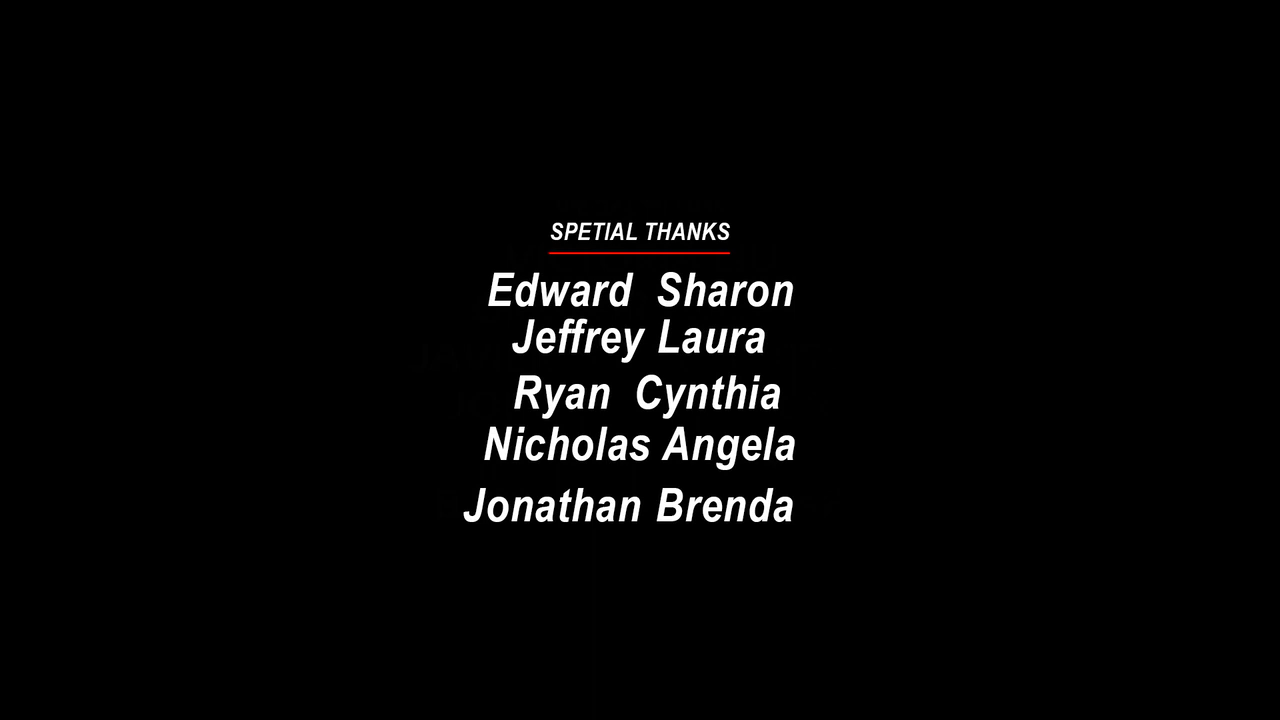 SPETIAL THANKS
Edward Sharon
Jeffrey Laura
Ryan Cynthia
Nicholas Angela
Jonathan Brenda